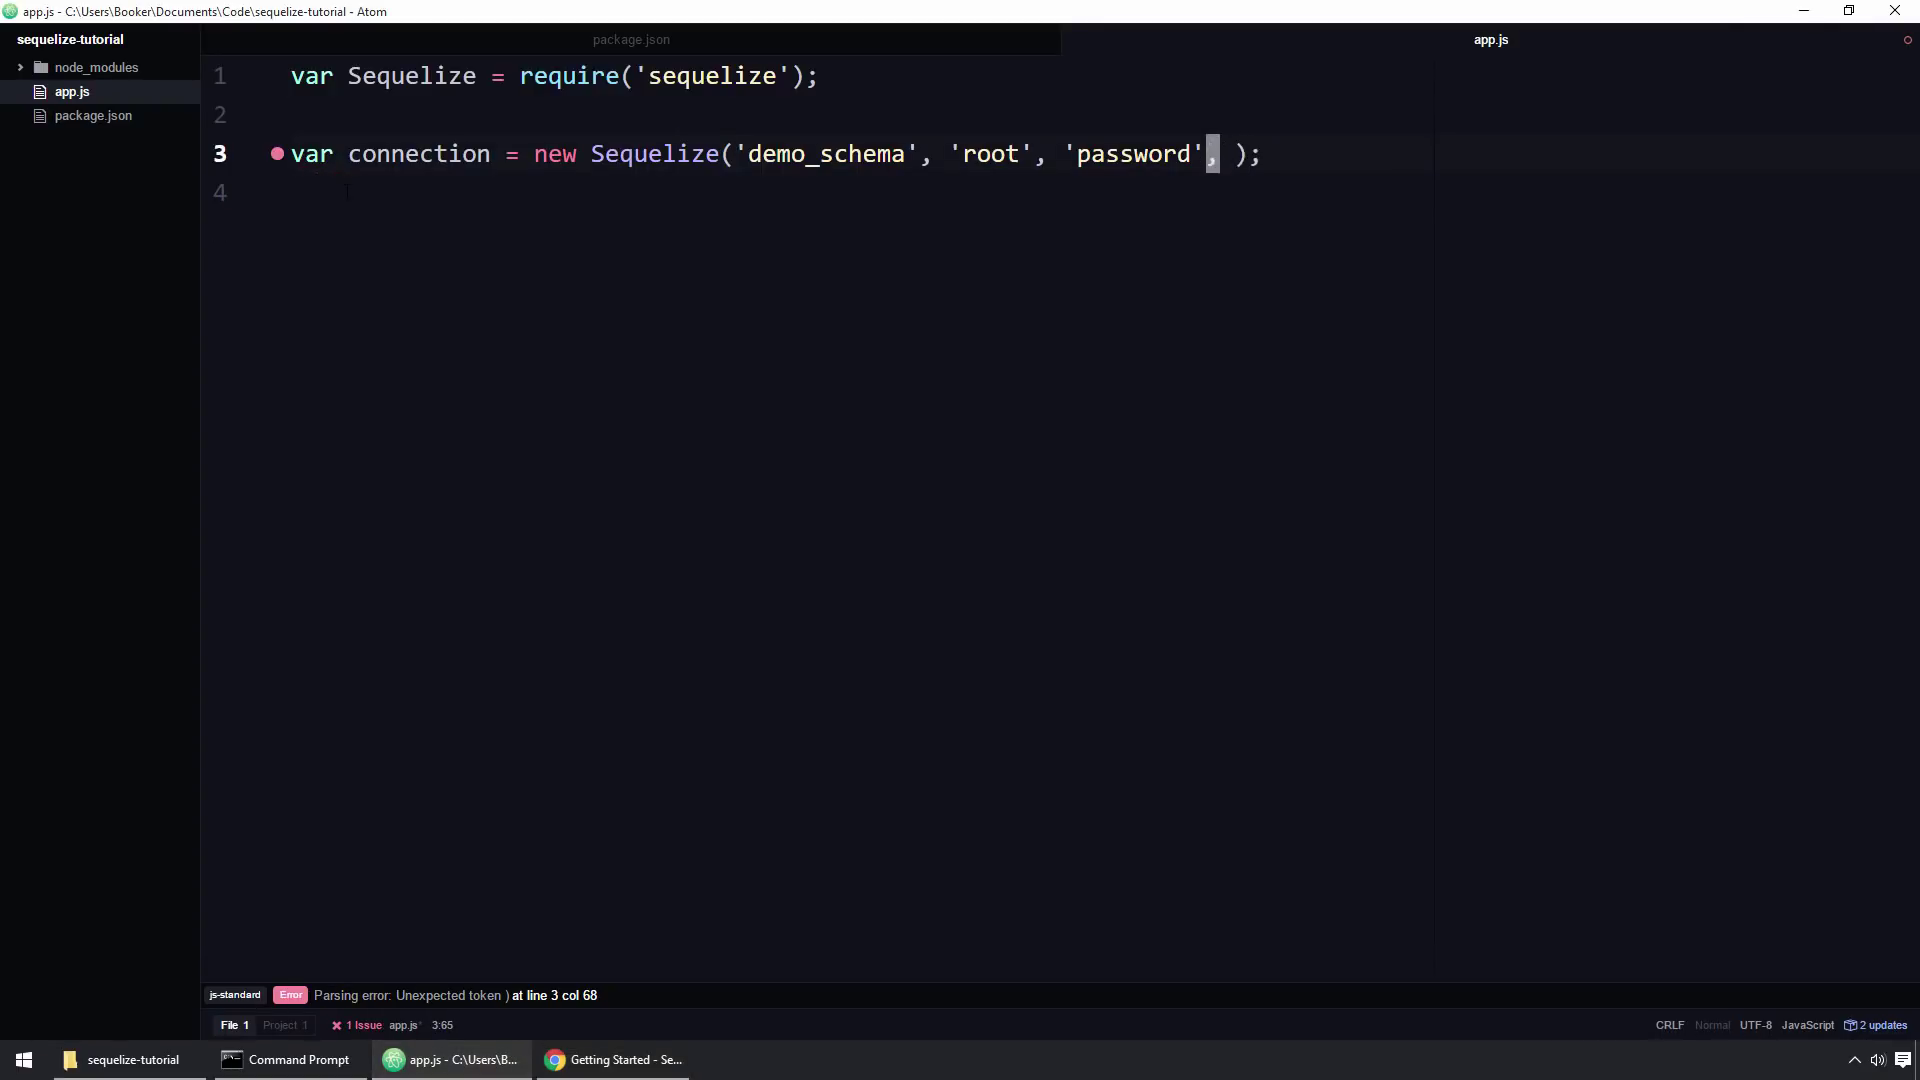 app.js - C:\Users\Booker\Documents\Code\sequelize-tutorial - Atom
sequelize-tutorial
node_modules
app.js
package.json
package.json
app.js
1 var Sequelize = require('sequelize');
2
3 var connection = new Sequelize('demo_schema', 'root', 'password', );
4
js-standard Error Parsing error: Unexpected token ) at line 3 col 68
File 1 Project 1 1 Issue app.js* 3:65 CRLF Normal UTF-8 JavaScript 2 updates
sequelize-tutorial Command Prompt app.js - C:\Users\B... Getting Started - Se...